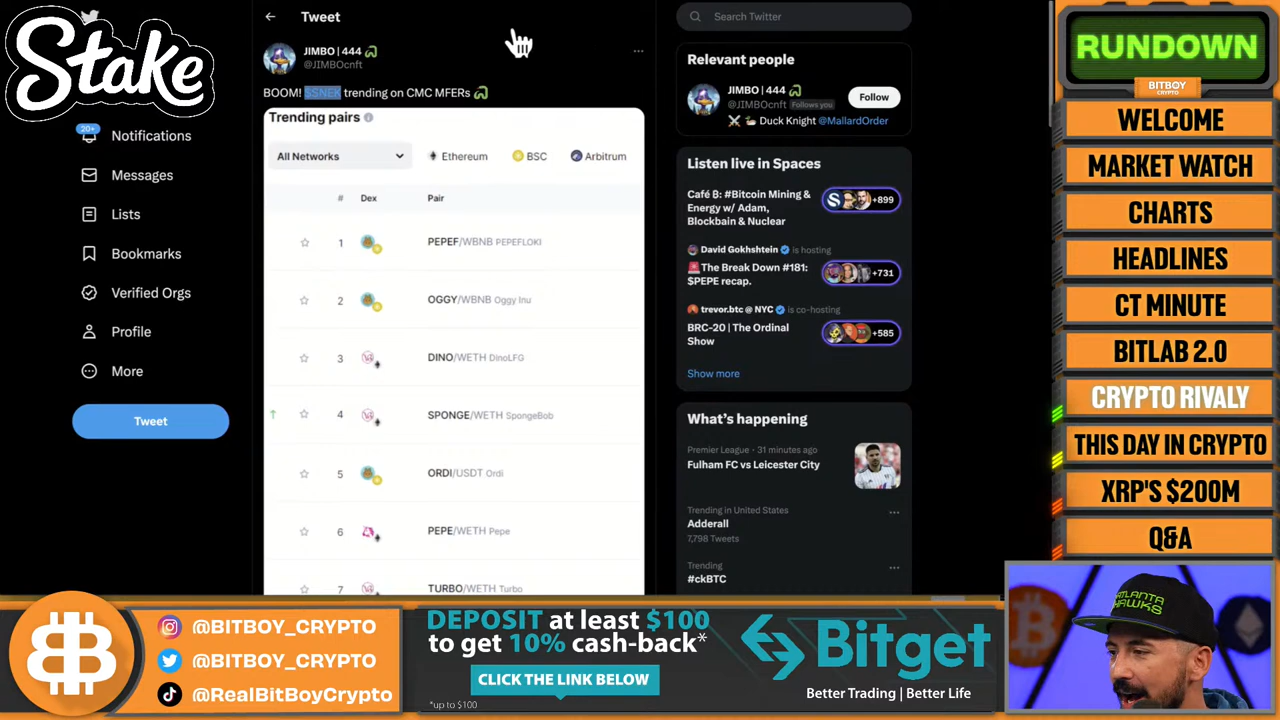 Stake
Tweet
JIMBO | 444
@JIMBOcnft
BOOM! $SNEK trending on CMC MFERs
Trending pairs
All Networks
Ethereum
BSC
Arbitrum
# Dex Pair
1 PEPEF/WBNB PEPEFLOKI
2 OGGY/WBNB Oggy Inu
3 DINO/WETH DinoLFG
4 SPONGE/WETH SpongeBob
5 ORDI/USDT Ordi
6 PEPE/WETH Pepe
7 TURBO/WETH Turbo
20+
Notifications
Messages
Lists
Bookmarks
Verified Orgs
Profile
More
Tweet
Search Twitter
Relevant people
JIMBO | 444
@JIMBOcnft Follows you
Follow
Duck Knight @MallardOrder
Listen live in Spaces
Café B: #Bitcoin Mining &
Energy w/ Adam,
Blockbain & Nuclear
+899
David Gokhshtein is hosting
The Break Down #181:
$PEPE recap.
+731
trevor.btc @ NYC is co-hosting
BRC-20 | The Ordinal
Show
+585
Show more
What's happening
Premier League · 31 minutes ago
Fulham FC vs Leicester City
Trending in United States
Adderall
7,798 Tweets
Trending
#ckBTC
RUNDOWN
BITBOY
CRYPTO
WELCOME
MARKET WATCH
CHARTS
HEADLINES
CT MINUTE
BITLAB 2.0
CRYPTO RIVALY
THIS DAY IN CRYPTO
XRP'S $200M
Q&A
ATLANTA
HAWKS
@BITBOY_CRYPTO
@BITBOY_CRYPTO
@RealBitBoyCrypto
DEPOSIT at least $100
to get 10% cash-back*
CLICK THE LINK BELOW
*up to $100
Bitget
Better Trading | Better Life